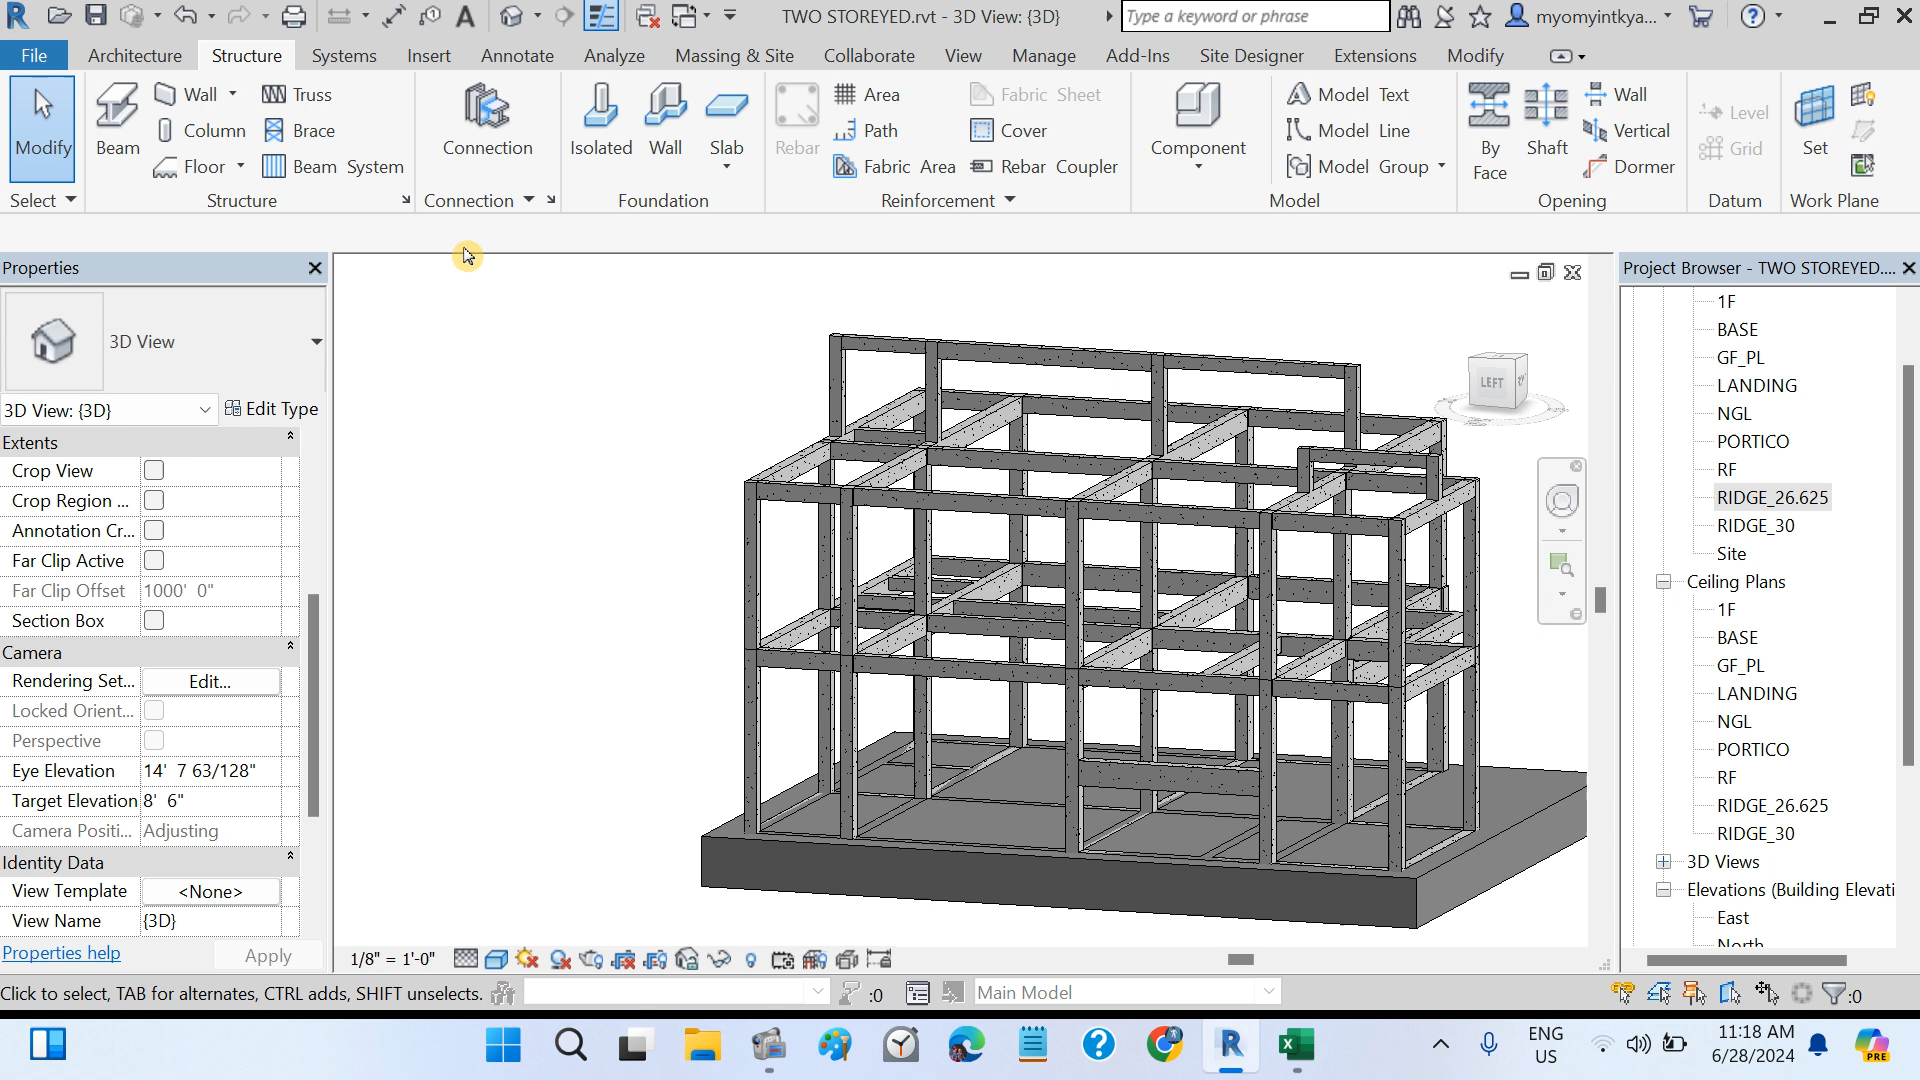 TWO STOREYED.rvt - 3D View: {3D}
Type a keyword or phrase
myomyintkya...
File Architecture Structure Systems Insert Annotate Analyze Massing & Site Collaborate View Manage Add-Ins Site Designer Extensions Modify
Modify
Select
Beam
Wall
Column
Floor
Truss
Brace
Beam System
Structure
Connection
Connection
Isolated
Wall
Slab
Foundation
Rebar
Area
Path
Fabric Area
Fabric Sheet
Cover
Rebar Coupler
Reinforcement
Component
Model Text
Model Line
Model Group
Model
By Face
Shaft
Wall
Vertical
Dormer
Opening
Level
Grid
Datum
Set
Work Plane
Properties
3D View
3D View: {3D}
Edit Type
Extents
Crop View
Crop Region ...
Annotation Cr...
Far Clip Active
Far Clip Offset 1000' 0"
Section Box
Camera
Rendering Set... Edit...
Locked Orient...
Perspective
Eye Elevation 14' 7 63/128"
Target Elevation 8' 6"
Camera Positi... Adjusting
Identity Data
View Template <None>
View Name {3D}
Properties help
Apply
LEFT
Project Browser - TWO STOREYED....
1F
BASE
GF_PL
LANDING
NGL
PORTICO
RF
RIDGE_26.625
RIDGE_30
Site
Ceiling Plans
1F
BASE
GF_PL
LANDING
NGL
PORTICO
RF
RIDGE_26.625
RIDGE_30
3D Views
Elevations (Building Elevati
East
North
1/8" = 1'-0"
Click to select, TAB for alternates, CTRL adds, SHIFT unselects.
:0
Main Model
:0
ENG
US
11:18 AM
6/28/2024
PRE